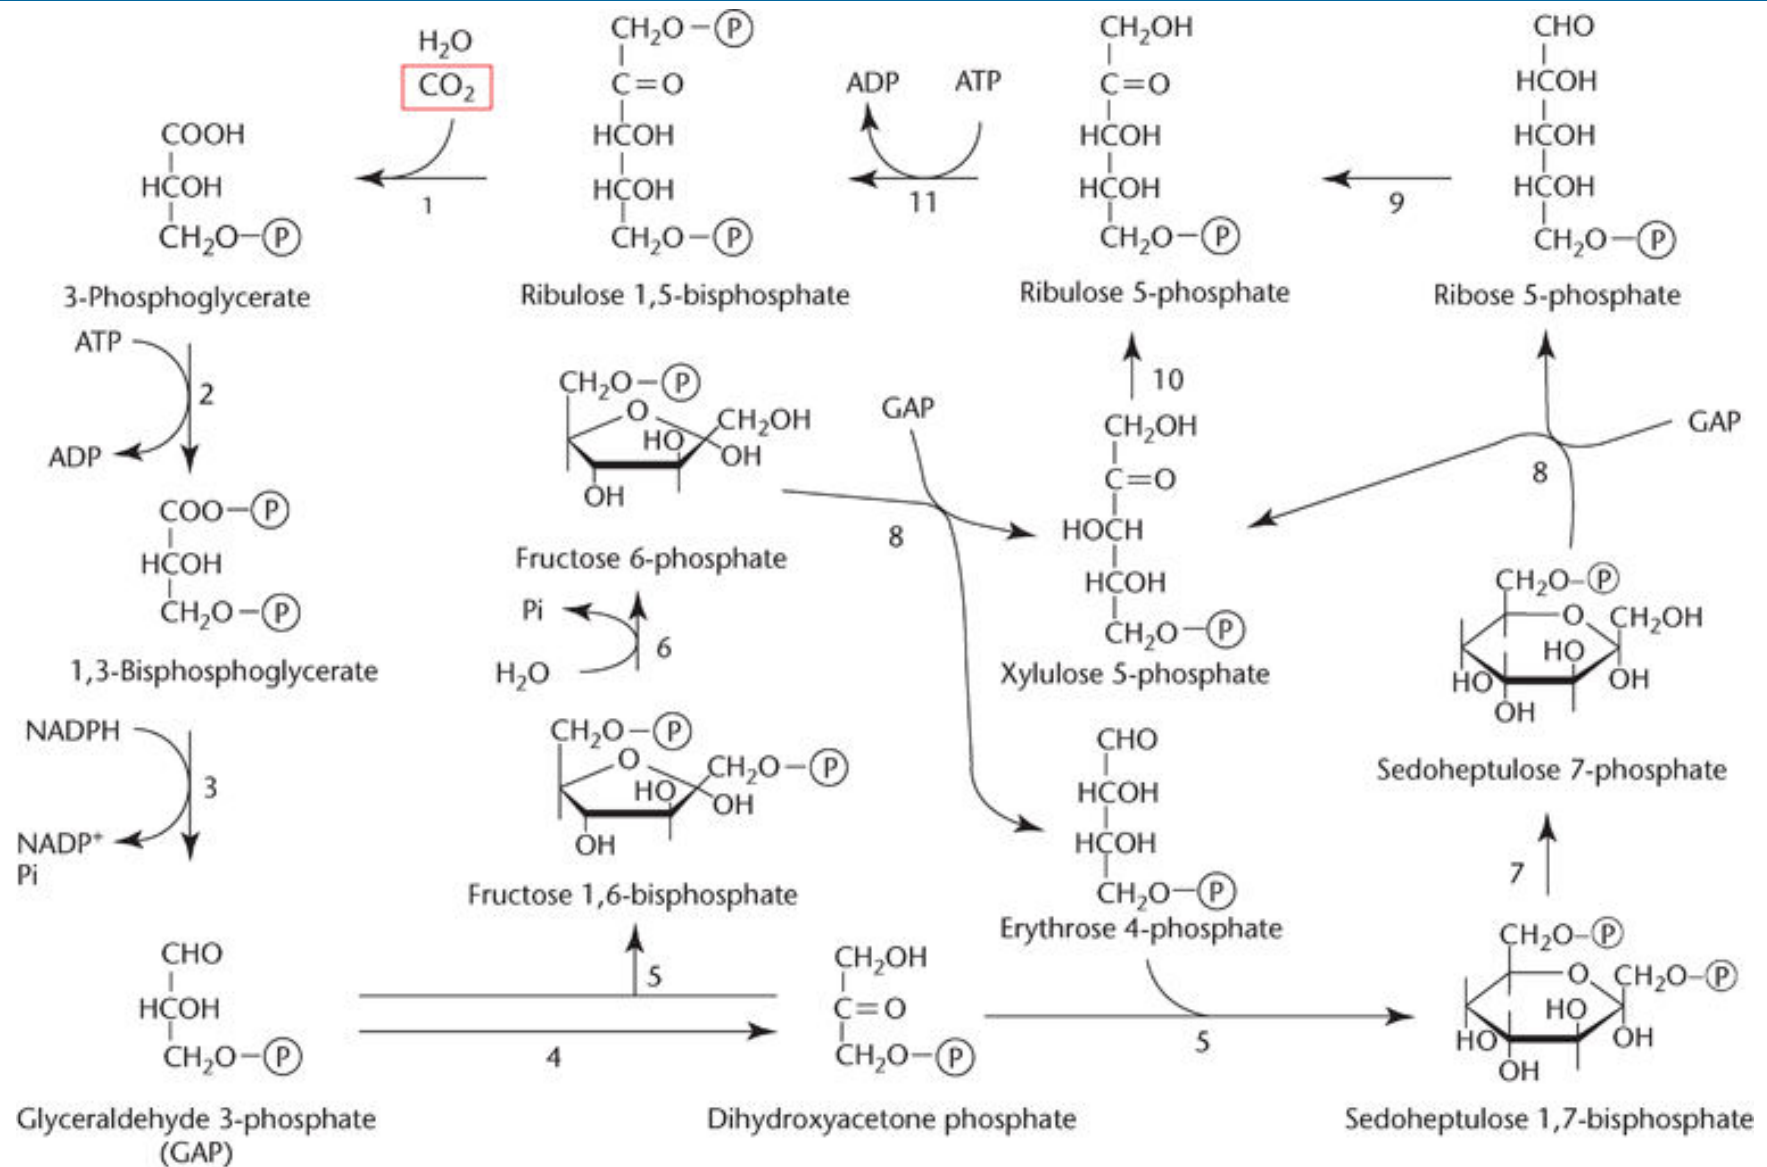 H₂O
CO₂
1
COOH
HCOH
CH₂O–P
3-Phosphoglycerate
CH₂O–P
C=O
HCOH
HCOH
CH₂O–P
Ribulose 1,5-bisphosphate
ADP
ATP
11
CH₂OH
C=O
HCOH
HCOH
CH₂O–P
Ribulose 5-phosphate
9
CHO
HCOH
HCOH
HCOH
CH₂O–P
Ribose 5-phosphate
ATP
2
ADP
COO–P
HCOH
CH₂O–P
1,3-Bisphosphoglycerate
NADPH
3
NADP⁺
Pi
CHO
HCOH
CH₂O–P
Glyceraldehyde 3-phosphate
(GAP)
CH₂O–P
O
CH₂OH
HO
OH
OH
Fructose 6-phosphate
Pi
6
H₂O
CH₂O–P
O
CH₂O–P
HO
OH
OH
Fructose 1,6-bisphosphate
5
4
GAP
8
10
CH₂OH
C=O
HOCH
HCOH
CH₂O–P
Xylulose 5-phosphate
CHO
HCOH
HCOH
CH₂O–P
Erythrose 4-phosphate
CH₂OH
C=O
CH₂O–P
Dihydroxyacetone phosphate
5
GAP
8
CH₂O–P
O
CH₂OH
HO
HO
OH
OH
Sedoheptulose 7-phosphate
7
CH₂O–P
O
CH₂O–P
HO
HO
OH
OH
Sedoheptulose 1,7-bisphosphate